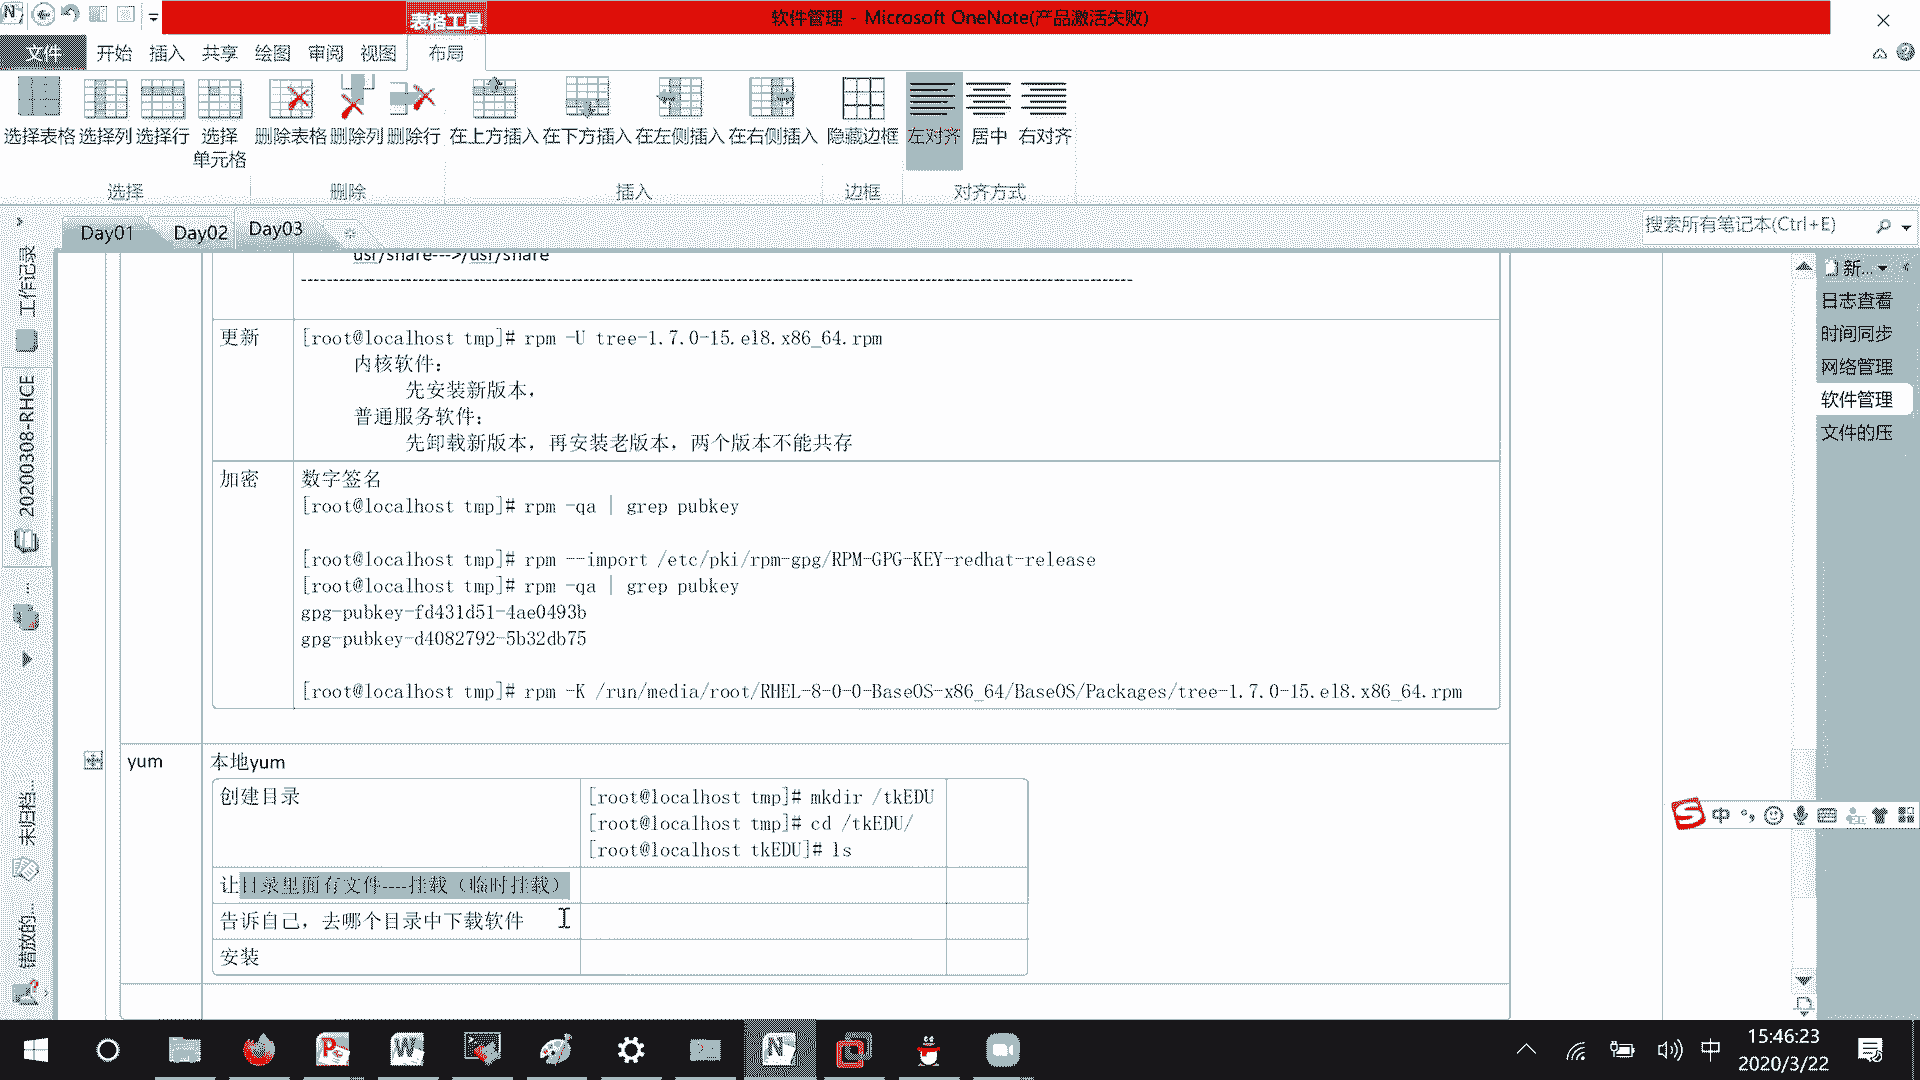 表格工具
软件管理 - Microsoft OneNote(产品激活失败)
文件 开始 插入 共享 绘图 审阅 视图 布局
选择表格 选择列 选择行 选择单元格 删除表格 删除列 删除行 在上方插入 在下方插入 在左侧插入 在右侧插入 隐藏边框 左对齐 居中 右对齐
选择 删除 插入 边框 对齐方式
Day01 Day02 Day03
搜索所有笔记本(Ctrl+E)
工作记录
20200308-RHCE
未归档...
错放的...
usr/share--->/usr/share
更新
[root@localhost tmp]# rpm -U tree-1.7.0-15.el8.x86_64.rpm
内核软件：
先安装新版本，
普通服务软件：
先卸载新版本，再安装老版本，两个版本不能共存
加密
数字签名
[root@localhost tmp]# rpm -qa | grep pubkey
[root@localhost tmp]# rpm --import /etc/pki/rpm-gpg/RPM-GPG-KEY-redhat-release
[root@localhost tmp]# rpm -qa | grep pubkey
gpg-pubkey-fd431d51-4ae0493b
gpg-pubkey-d4082792-5b32db75
[root@localhost tmp]# rpm -K /run/media/root/RHEL-8-0-0-BaseOS-x86_64/BaseOS/Packages/tree-1.7.0-15.el8.x86_64.rpm
yum
本地yum
创建目录
[root@localhost tmp]# mkdir /tkEDU
[root@localhost tmp]# cd /tkEDU/
[root@localhost tkEDU]# ls
让目录里面有文件----挂载（临时挂载）
告诉自己，去哪个目录中下载软件
安装
新...
日志查看
时间同步
网络管理
软件管理
文件的压
中
中
15:46:23
2020/3/22